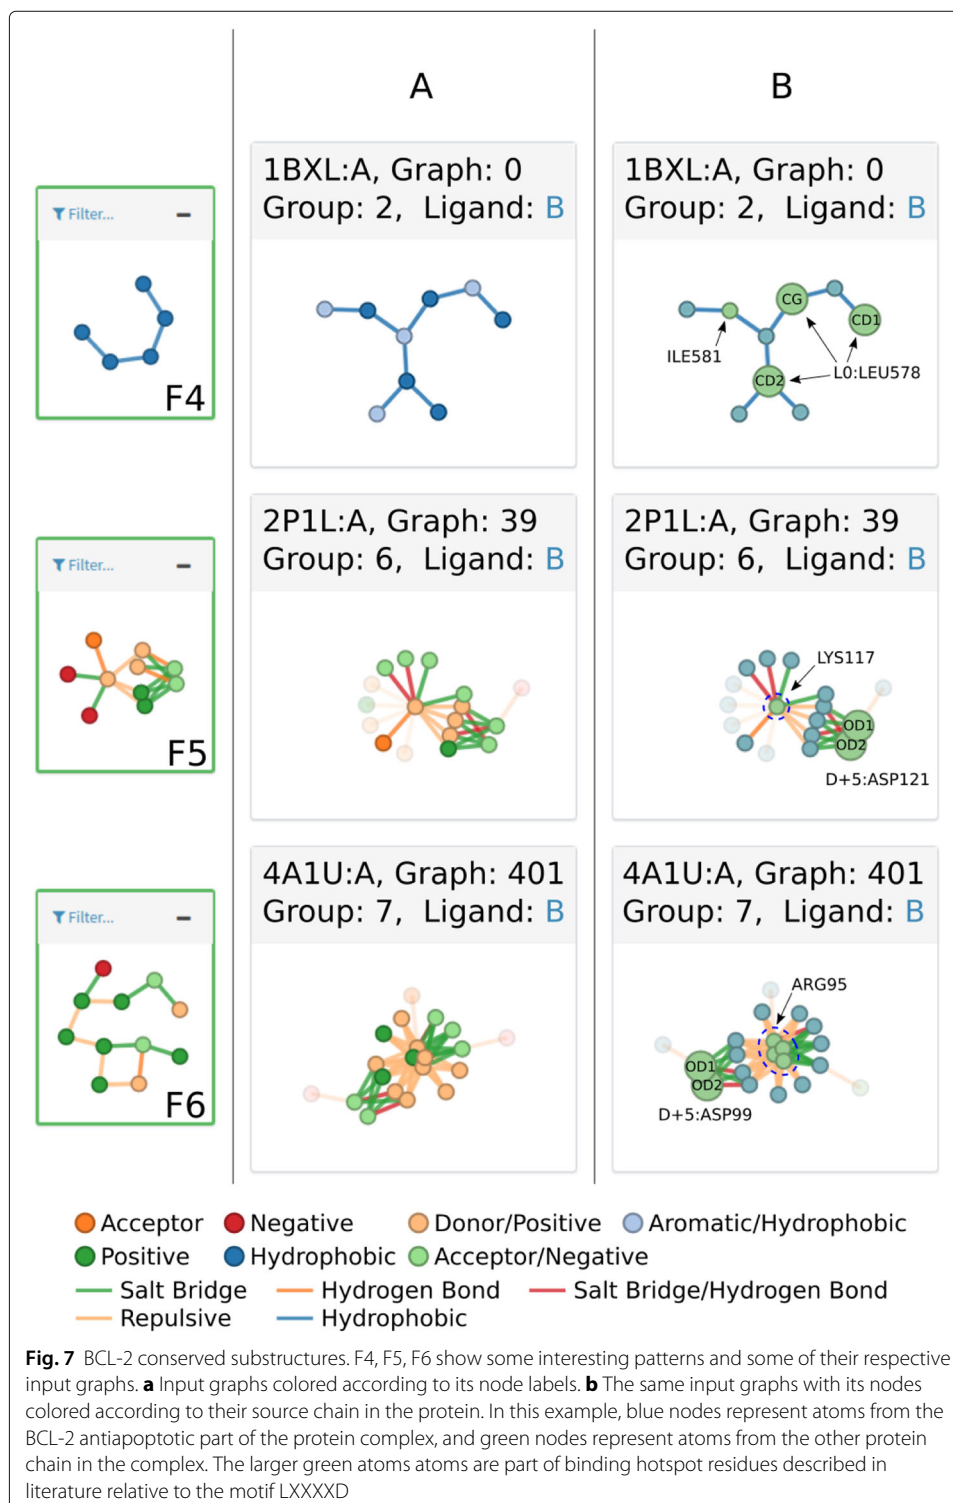 A
B
Filter...
F4
1BXL:A, Graph: 0
Group: 2, Ligand: B
1BXL:A, Graph: 0
Group: 2, Ligand: B
CG
CD1
ILE581
L0:LEU578
CD2
Filter...
F5
2P1L:A, Graph: 39
Group: 6, Ligand: B
2P1L:A, Graph: 39
Group: 6, Ligand: B
LYS117
OD1
OD2
D+5:ASP121
Filter...
F6
4A1U:A, Graph: 401
Group: 7, Ligand: B
4A1U:A, Graph: 401
Group: 7, Ligand: B
ARG95
OD1
OD2
D+5:ASP99
Acceptor Negative Donor/Positive Aromatic/Hydrophobic
Positive Hydrophobic Acceptor/Negative
Salt Bridge Hydrogen Bond Salt Bridge/Hydrogen Bond
Repulsive Hydrophobic
Fig. 7 BCL-2 conserved substructures. F4, F5, F6 show some interesting patterns and some of their respective
input graphs. a Input graphs colored according to its node labels. b The same input graphs with its nodes
colored according to their source chain in the protein. In this example, blue nodes represent atoms from the
BCL-2 antiapoptotic part of the protein complex, and green nodes represent atoms from the other protein
chain in the complex. The larger green atoms atoms are part of binding hotspot residues described in
literature relative to the motif LXXXXD